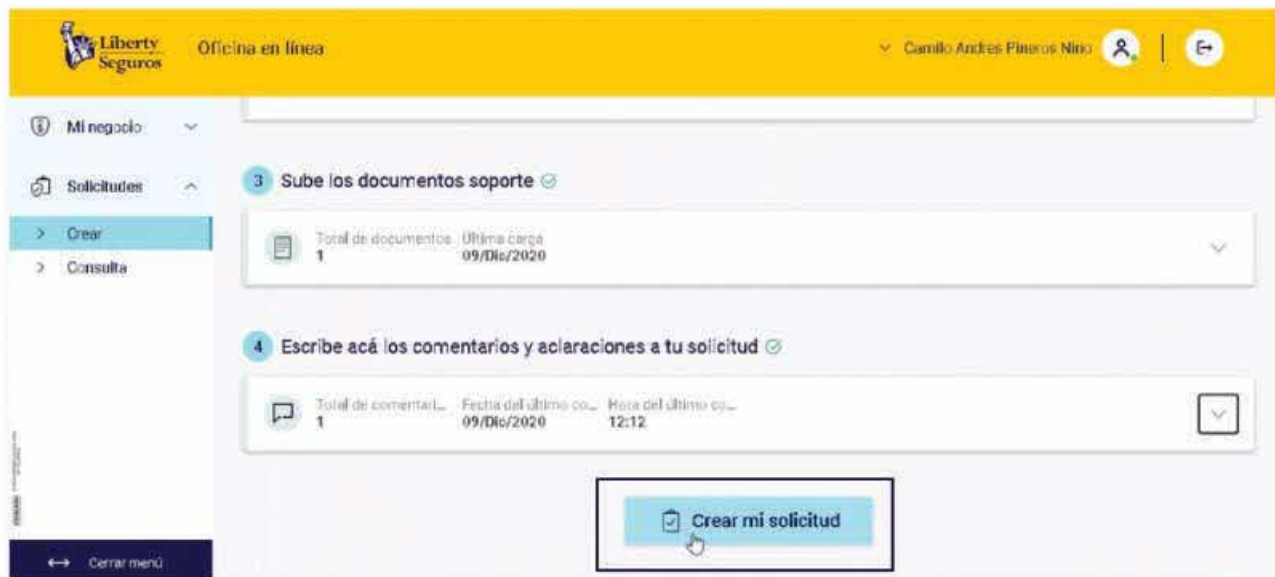 Liberty
Seguros
Oficina en línea
Camilo Andres Pineros Nino
Mi negocio
Solicitudes
Crear
Consulta
Cerrar menú
3 Sube los documentos soporte
Total de documentos Última carga
1 09/Dic/2020
4 Escribe acá los comentarios y aclaraciones a tu solicitud
Total de comentari... Fecha del último co... Hora del último co...
1 09/Dic/2020 12:12
Crear mi solicitud